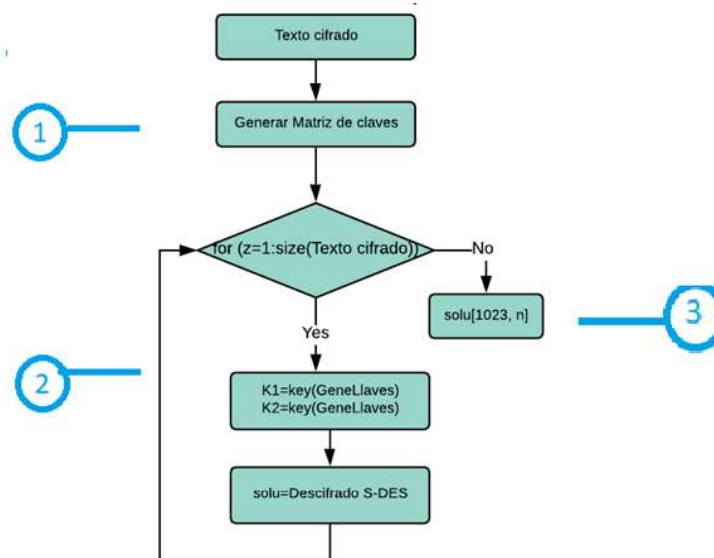 Texto cifrado
1
Generar Matriz de claves
for (z=1:size(Texto cifrado))
No
solu[1023, n]
3
Yes
2
K1=key(GeneLlaves)
K2=key(GeneLlaves)
solu=Descifrado S-DES